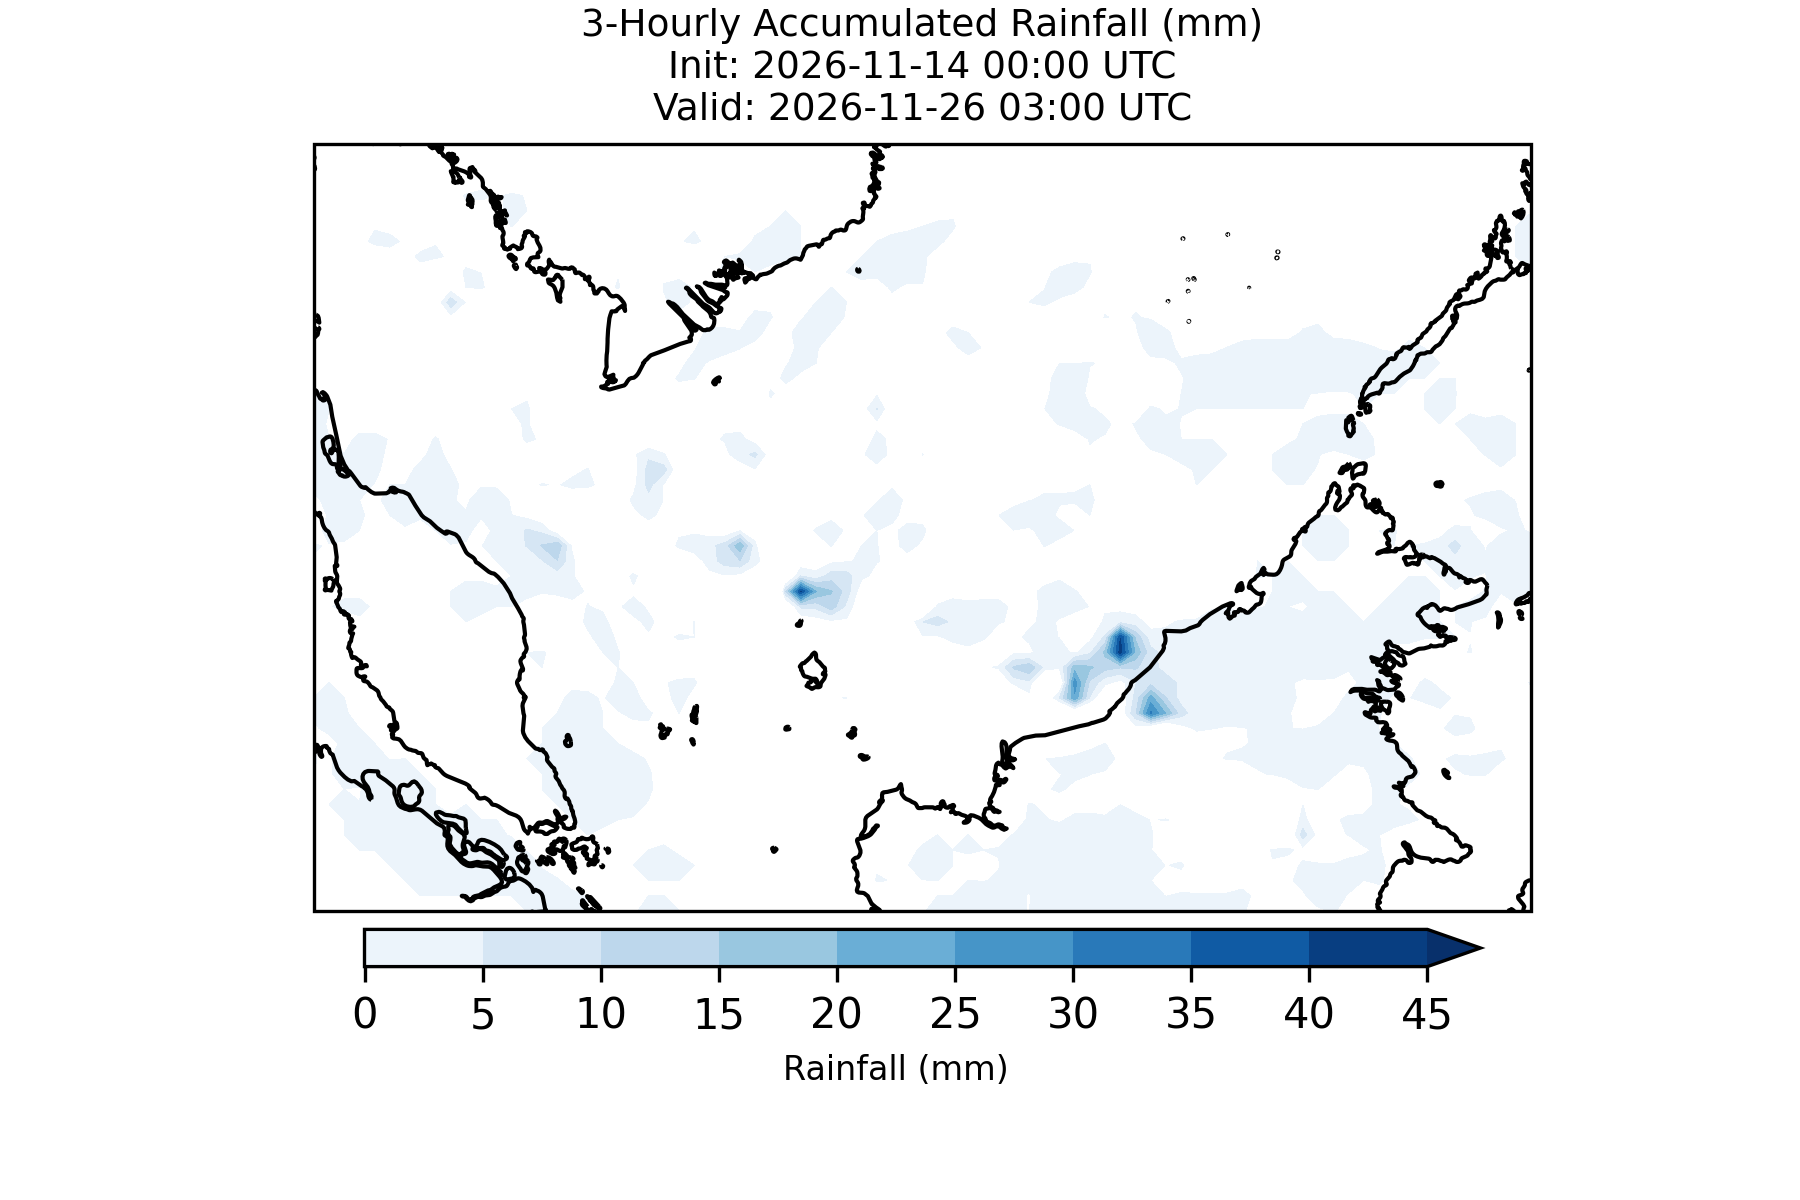 3-Hourly Accumulated Rainfall (mm)
Init: 2026-11-14 00:00 UTC
Valid: 2026-11-26 03:00 UTC
0 5 10 15 20 25 30 35 40 45
Rainfall (mm)